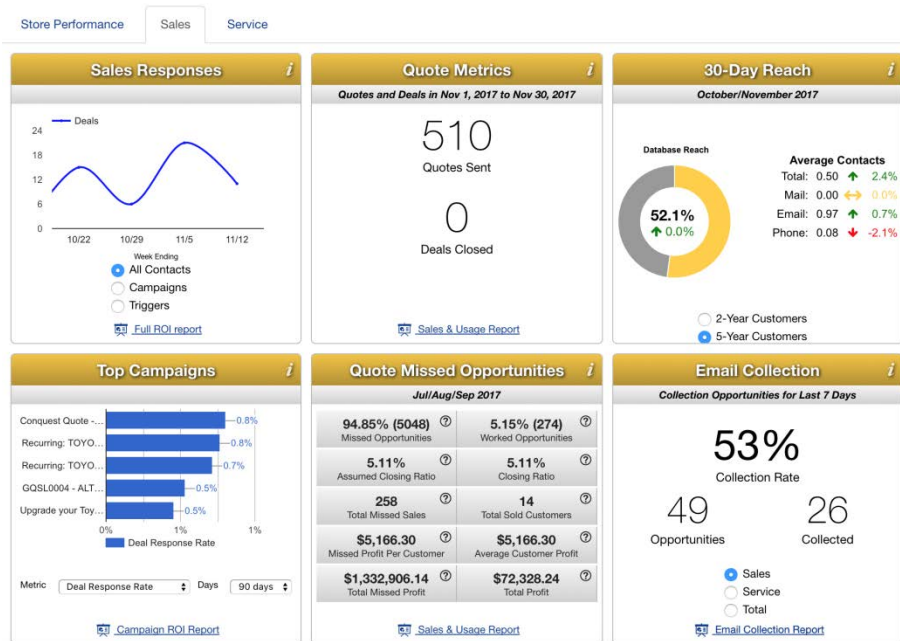 Store Performance
Sales
Service
Sales Responses i
Deals
24
18
12
6
0
10/22 10/29 11/5 11/12
Week Ending
All Contacts
Campaigns
Triggers
Full ROI report
Quote Metrics i
Quotes and Deals in Nov 1, 2017 to Nov 30, 2017
510
Quotes Sent
0
Deals Closed
Sales & Usage Report
30-Day Reach i
October/November 2017
Database Reach
52.1%
0.0%
Average Contacts
Total: 0.50 2.4%
Mail: 0.00 0.0%
Email: 0.97 0.7%
Phone: 0.08 -2.1%
2-Year Customers
5-Year Customers
Top Campaigns i
Conquest Quote -... 0.8%
Recurring: TOYO... 0.8%
Recurring: TOYO... 0.7%
GQSL0004 - ALT... 0.5%
Upgrade your Toy... 0.5%
0% 1% 1%
Deal Response Rate
Metric Deal Response Rate Days 90 days
Campaign ROI Report
Quote Missed Opportunities i
Jul/Aug/Sep 2017
94.85% (5048) ? 5.15% (274) ?
Missed Opportunities Worked Opportunities
5.11% ? 5.11% ?
Assumed Closing Ratio Closing Ratio
258 ? 14 ?
Total Missed Sales Total Sold Customers
$5,166.30 ? $5,166.30 ?
Missed Profit Per Customer Average Customer Profit
$1,332,906.14 ? $72,328.24 ?
Total Missed Profit Total Profit
Sales & Usage Report
Email Collection i
Collection Opportunities for Last 7 Days
53%
Collection Rate
49 26
Opportunities Collected
Sales
Service
Total
Email Collection Report